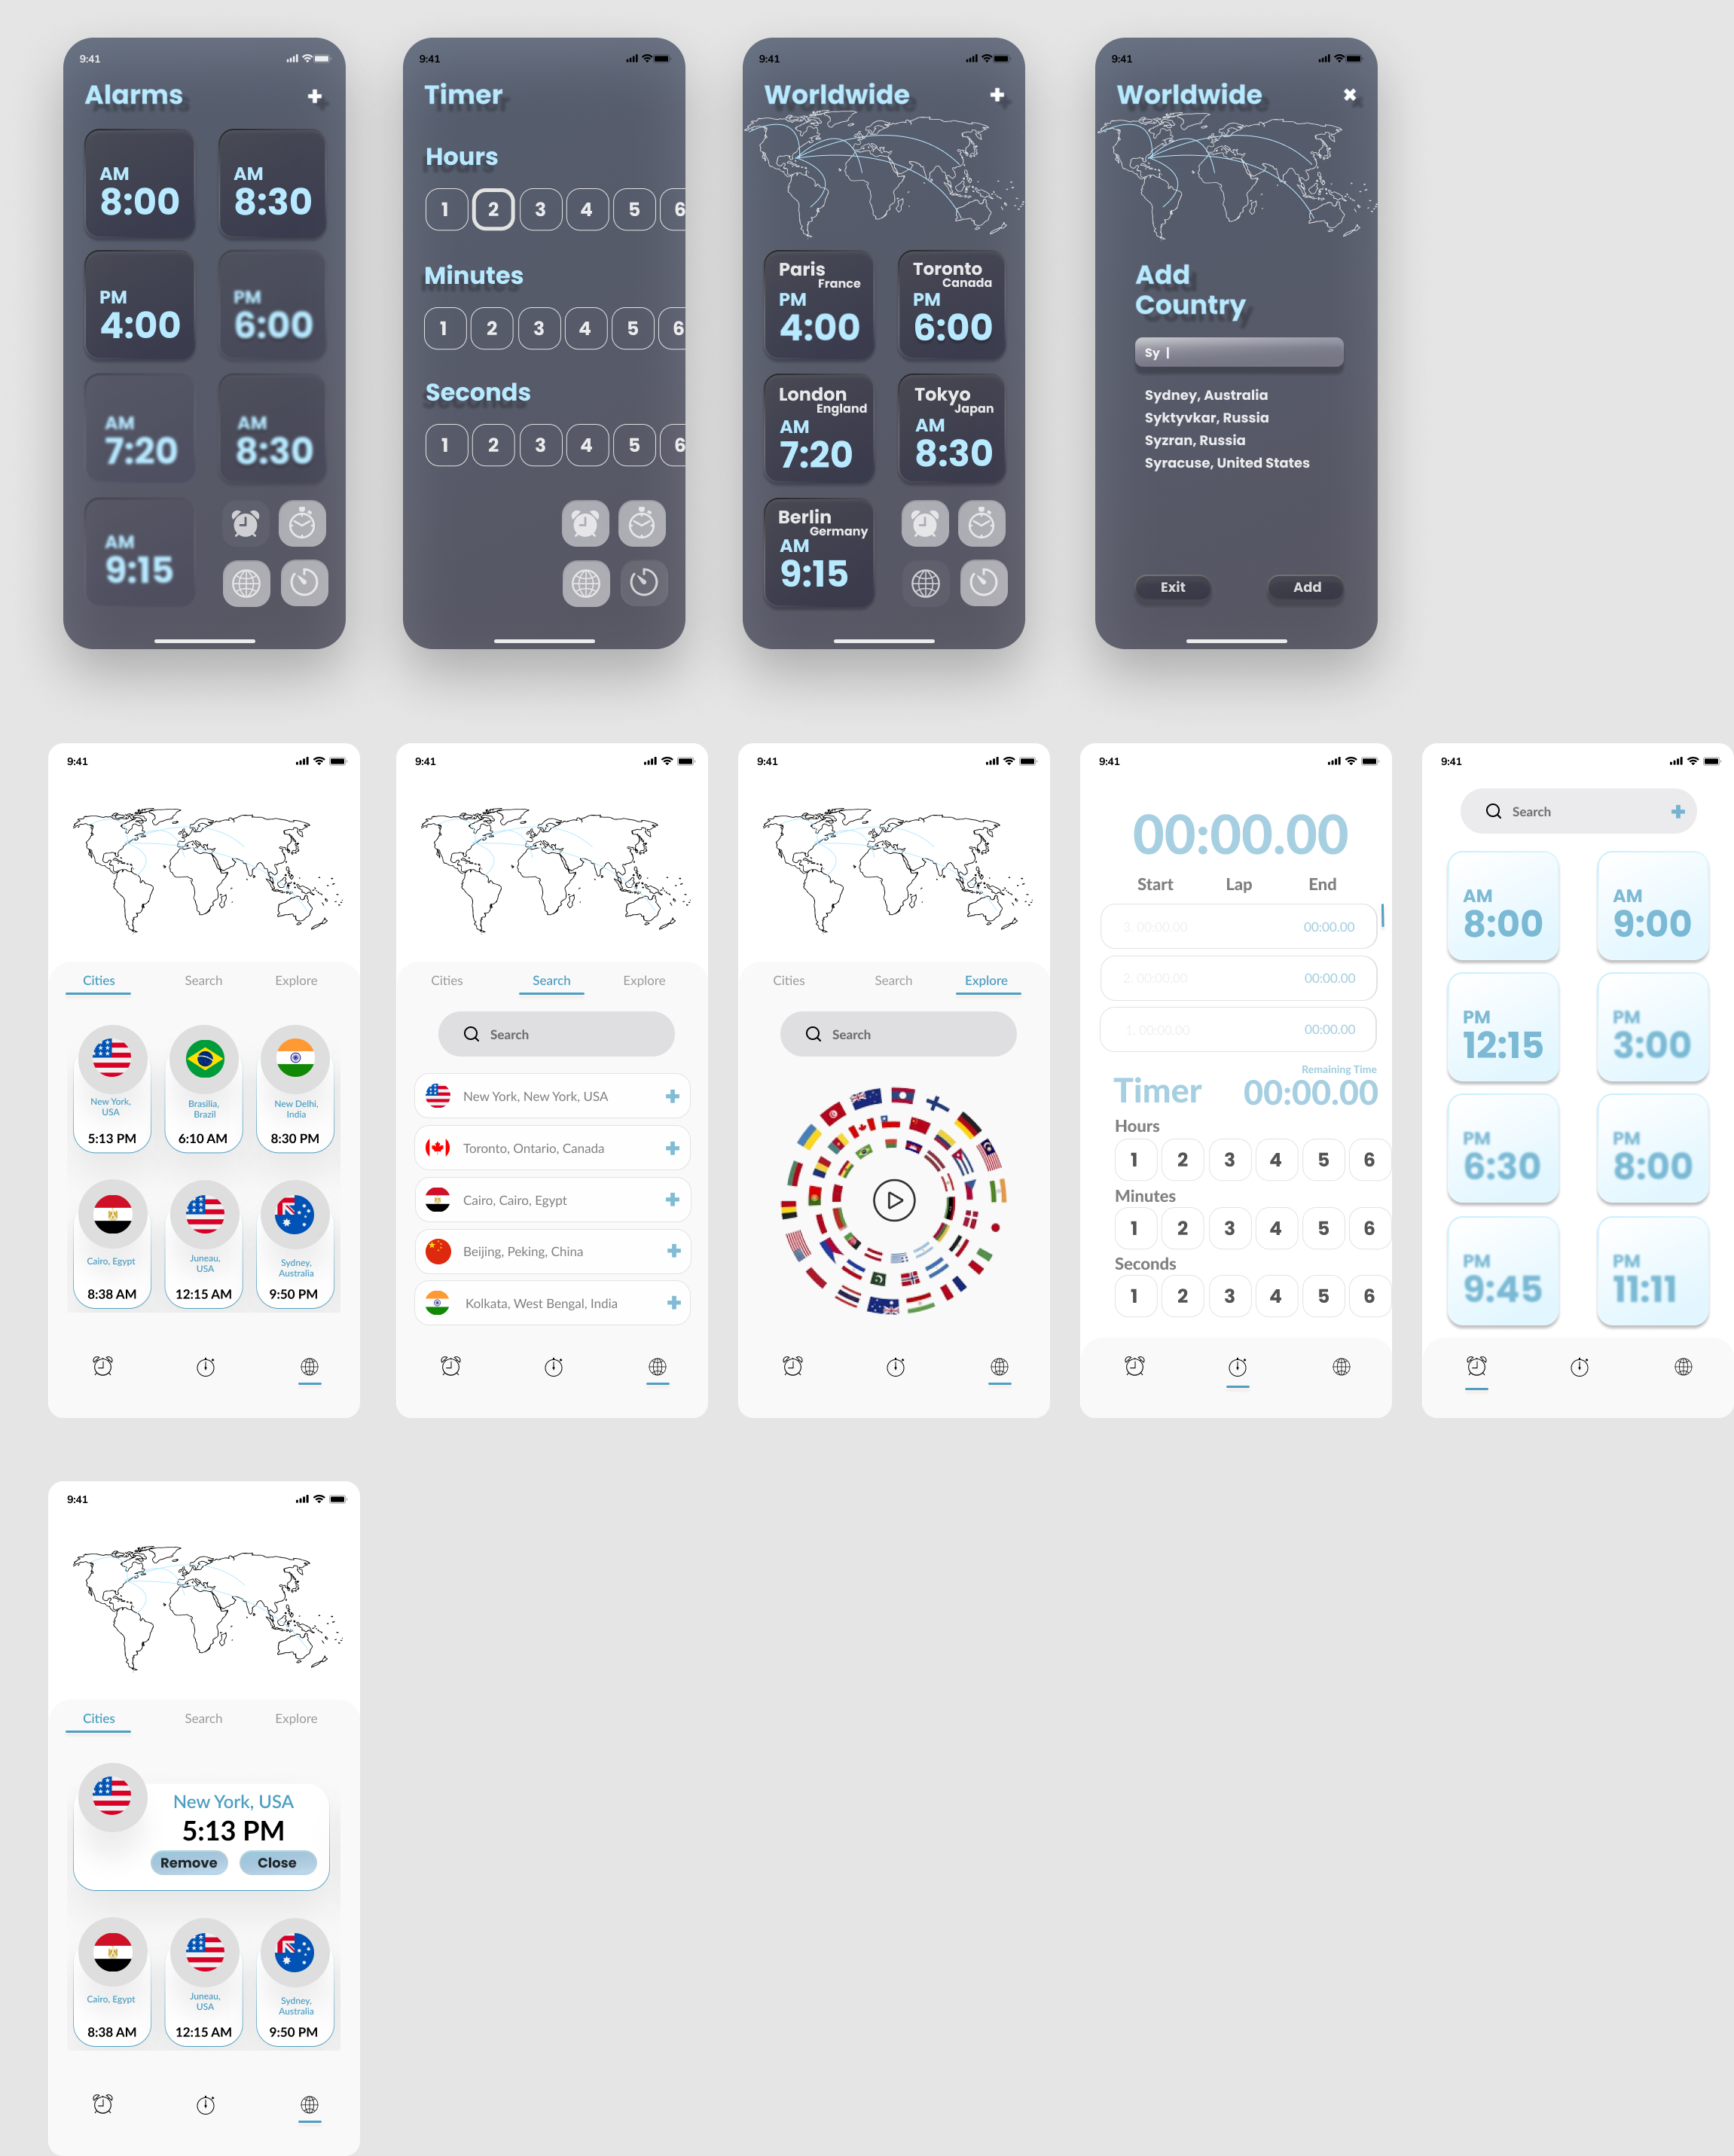 9:41
Alarms
AM
8:00
AM
8:30
PM
4:00
PM
6:00
AM
7:20
AM
8:30
AM
9:15
9:41
Timer
Hours
1 2 3 4 5 6
Minutes
1 2 3 4 5 6
Seconds
1 2 3 4 5 6
9:41
Worldwide
Paris
France
PM
4:00
Toronto
Canada
PM
6:00
London
England
AM
7:20
Tokyo
Japan
AM
8:30
Berlin
Germany
AM
9:15
9:41
Worldwide
Add
Country
Sy |
Sydney, Australia
Syktyvkar, Russia
Syzran, Russia
Syracuse, United States
Exit Add
9:41
Cities Search Explore
New York,
USA
5:13 PM
Brasilia,
Brazil
6:10 AM
New Delhi,
India
8:30 PM
Cairo, Egypt
8:38 AM
Juneau,
USA
12:15 AM
Sydney,
Australia
9:50 PM
9:41
Cities Search Explore
Search
New York, New York, USA
Toronto, Ontario, Canada
Cairo, Cairo, Egypt
Beijing, Peking, China
Kolkata, West Bengal, India
9:41
Cities Search Explore
Search
9:41
00:00.00
Start Lap End
3. 00:00.00 00:00.00
2. 00:00.00 00:00.00
1. 00:00.00 00:00.00
Remaining Time
Timer 00:00.00
Hours
1 2 3 4 5 6
Minutes
1 2 3 4 5 6
Seconds
1 2 3 4 5 6
9:41
Search
AM
8:00
AM
9:00
PM
12:15
PM
3:00
PM
6:30
PM
8:00
PM
9:45
PM
11:11
9:41
Cities Search Explore
New York, USA
5:13 PM
Remove Close
Cairo, Egypt
8:38 AM
Juneau,
USA
12:15 AM
Sydney,
Australia
9:50 PM